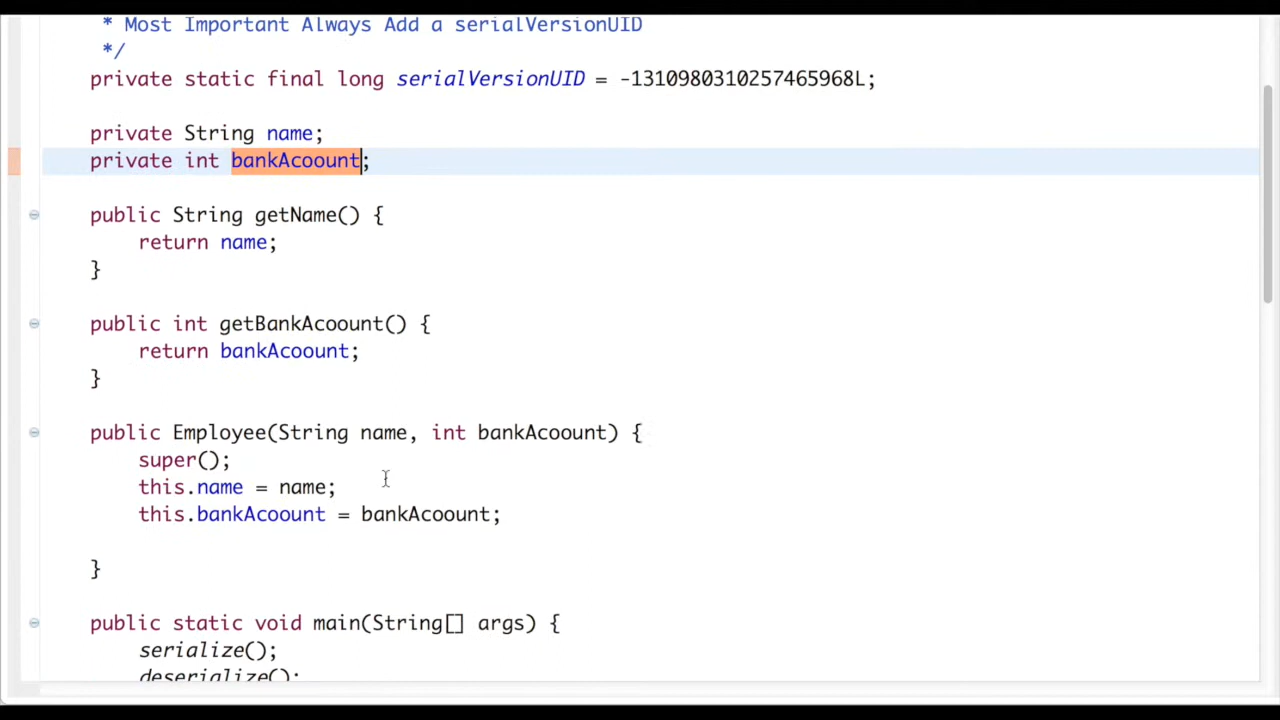 * Most Important Always Add a serialVersionUID
*/
private static final long serialVersionUID = -1310980310257465968L;
private String name;
private int bankAcoount;
public String getName() {
return name;
}
public int getBankAcoount() {
return bankAcoount;
}
public Employee(String name, int bankAcoount) {
super();
this.name = name;
this.bankAcoount = bankAcoount;
}
public static void main(String[] args) {
serialize();
deserialize();